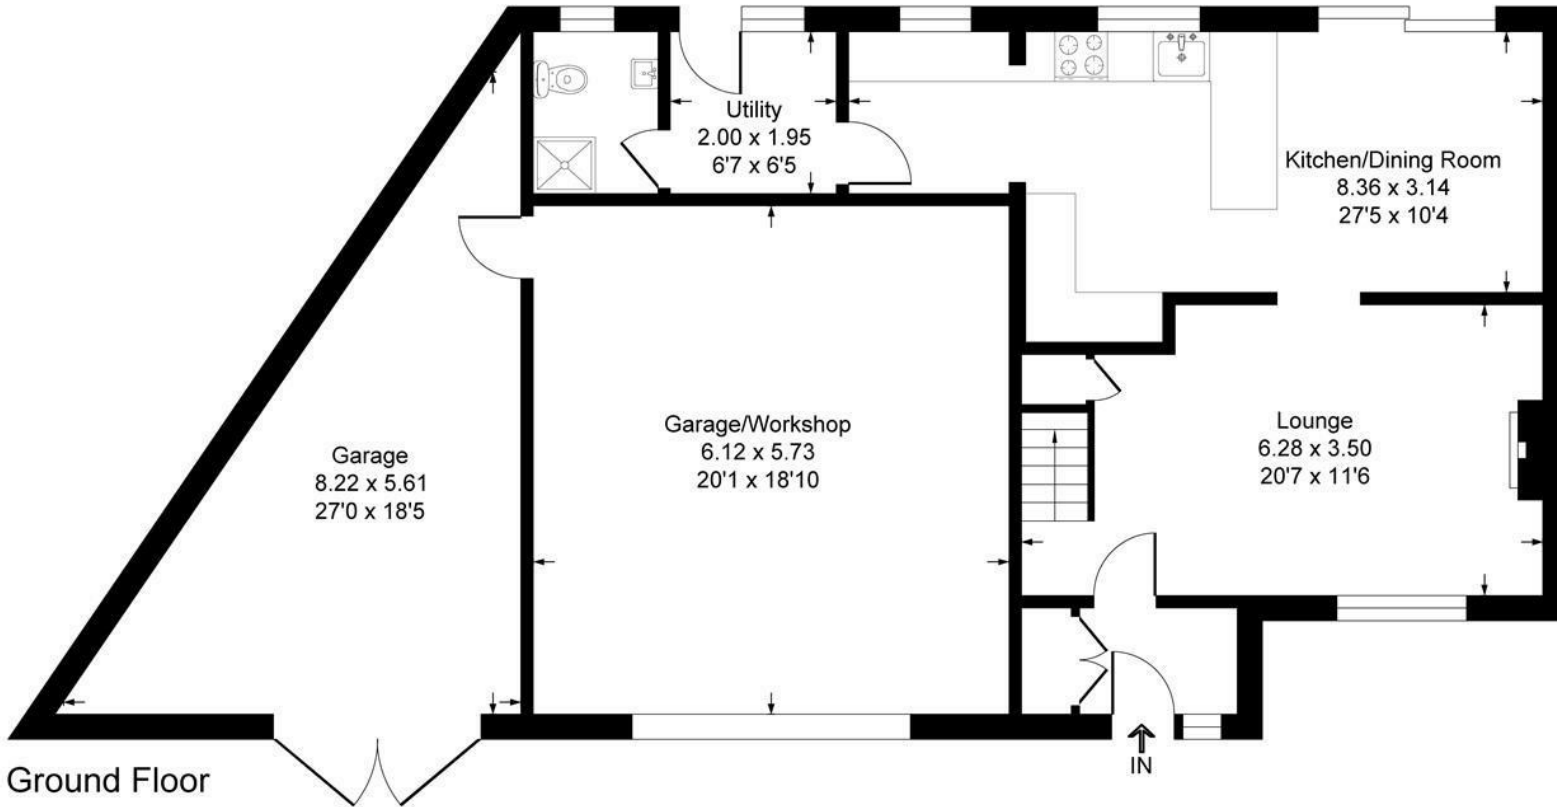 Utility
2.00 x 1.95
6'7 x 6'5
Kitchen/Dining Room
8.36 x 3.14
27'5 x 10'4
Garage/Workshop
6.12 x 5.73
20'1 x 18'10
Lounge
6.28 x 3.50
20'7 x 11'6
Garage
8.22 x 5.61
27'0 x 18'5
IN
Ground Floor